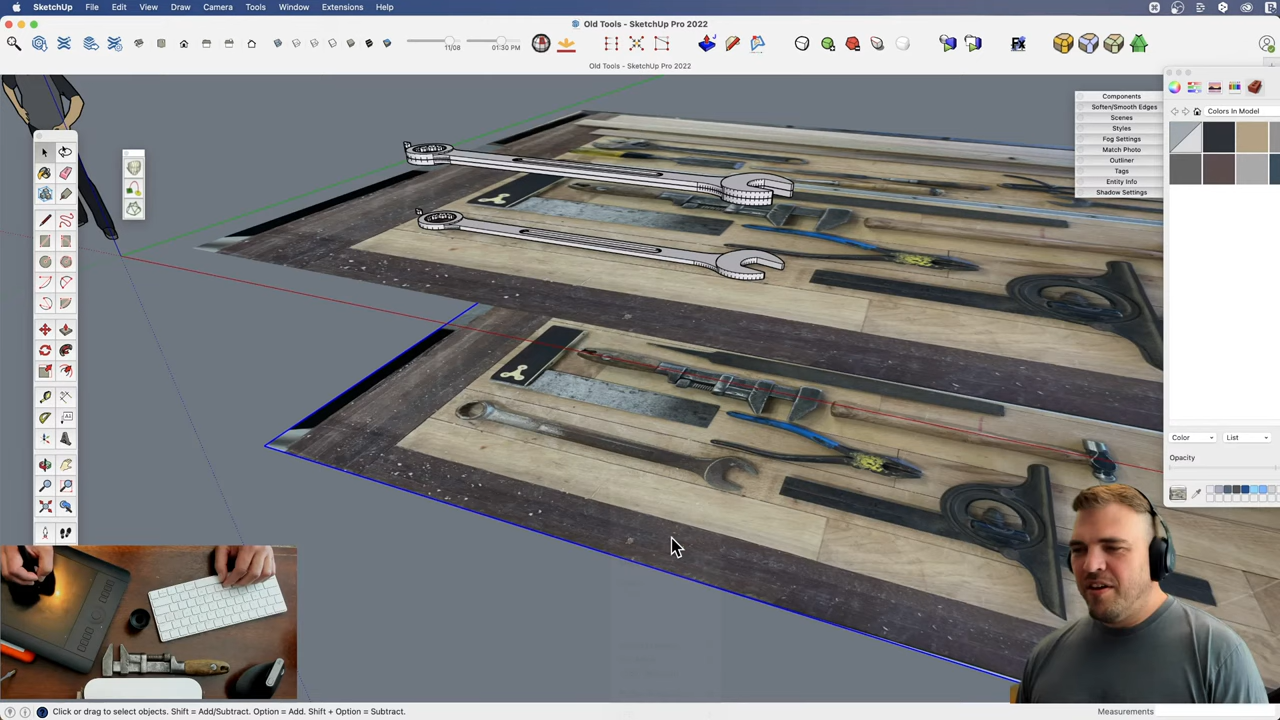 SketchUp File Edit View Draw Camera Tools Window Extensions Help
Old Tools - SketchUp Pro 2022
11/08 01:30 PM
Old Tools - SketchUp Pro 2022
Components
Soften/Smooth Edges
Scenes
Styles
Fog Settings
Match Photo
Outliner
Tags
Entity Info
Shadow Settings
Colors In Model
Color List
Opacity
Click or drag to select objects. Shift = Add/Subtract. Option = Add. Shift + Option = Subtract.
Measurements